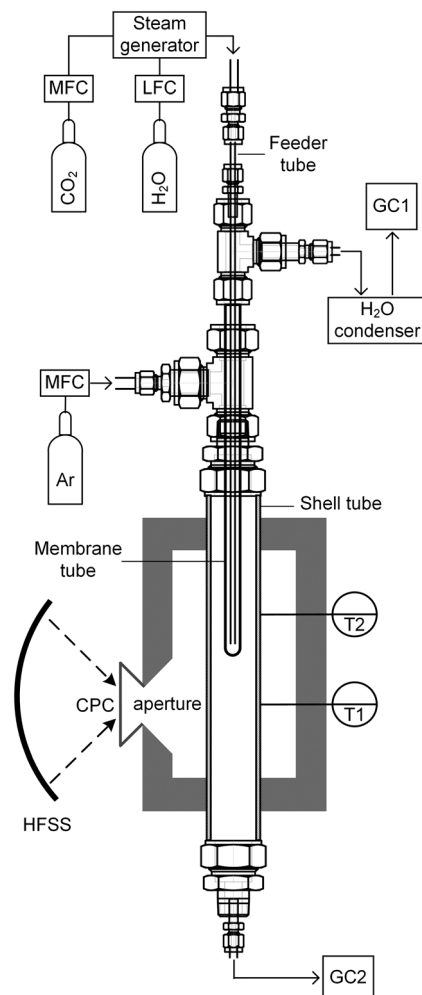 Steam
generator
MFC
LFC
CO₂
H₂O
Feeder
tube
GC1
H₂O
condenser
MFC
Ar
Shell tube
Membrane
tube
T2
CPC
aperture
T1
HFSS
GC2